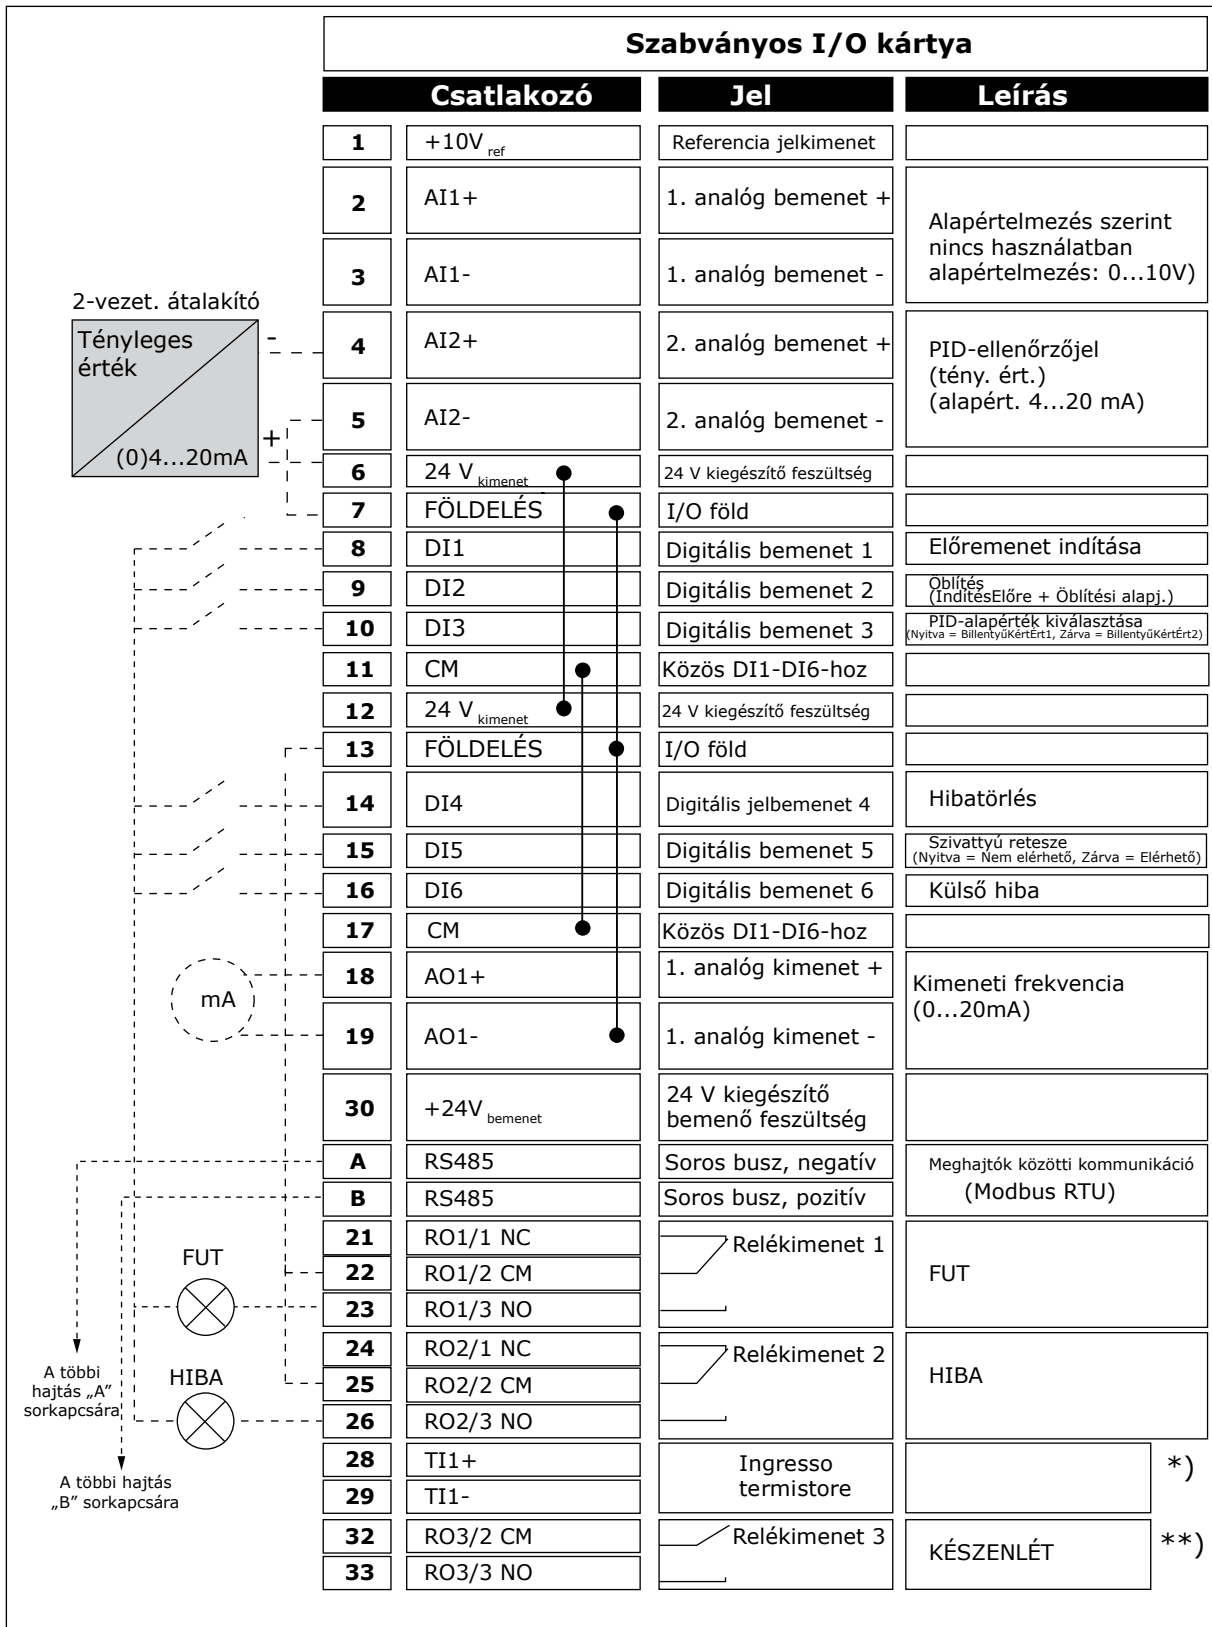 Szabványos I/O kártya
Csatlakozó Jel Leírás
1 +10V ref Referencia jelkimenet
2 AI1+ 1. analóg bemenet +
Alapértelmezés szerint
nincs használatban
alapértelmezés: 0...10V)
3 AI1- 1. analóg bemenet -
2-vezet. átalakító
Tényleges
érték
-
+
(0)4...20mA
4 AI2+ 2. analóg bemenet +
PID-ellenőrzőjel
(tény. ért.)
(alapért. 4...20 mA)
5 AI2- 2. analóg bemenet -
6 24 V kimenet 24 V kiegészítő feszültség
7 FÖLDELÉS I/O föld
8 DI1 Digitális bemenet 1 Előremenet indítása
9 DI2 Digitális bemenet 2 Öblítés
(IndítésElőre + Öblítési alapj.)
10 DI3 Digitális bemenet 3 PID-alapérték kiválasztása
(Nyitva = BillentyűKértÉrt1, Zárva = BillentyűKértÉrt2)
11 CM Közös DI1-DI6-hoz
12 24 V kimenet 24 V kiegészítő feszültség
13 FÖLDELÉS I/O föld
14 DI4 Digitális jelbemenet 4 Hibatörlés
15 DI5 Digitális bemenet 5 Szivattyú retesze
(Nyitva = Nem elérhető, Zárva = Elérhető)
16 DI6 Digitális bemenet 6 Külső hiba
17 CM Közös DI1-DI6-hoz
mA
18 AO1+ 1. analóg kimenet +
Kimeneti frekvencia
(0...20mA)
19 AO1- 1. analóg kimenet -
30 +24V bemenet 24 V kiegészítő
bemenő feszültség
A RS485 Soros busz, negatív Meghajtók közötti kommunikáció
B RS485 Soros busz, pozitív (Modbus RTU)
21 RO1/1 NC Relékimenet 1
FUT
22 RO1/2 CM FUT
23 RO1/3 NO
24 RO2/1 NC Relékimenet 2
HIBA
25 RO2/2 CM HIBA
26 RO2/3 NO
A többi
hajtás „A”
sorkapcsára
A többi hajtás
„B” sorkapcsára
28 TI1+ Ingresso
termistore *)
29 TI1-
32 RO3/2 CM Relékimenet 3 KÉSZENLÉT **)
33 RO3/3 NO